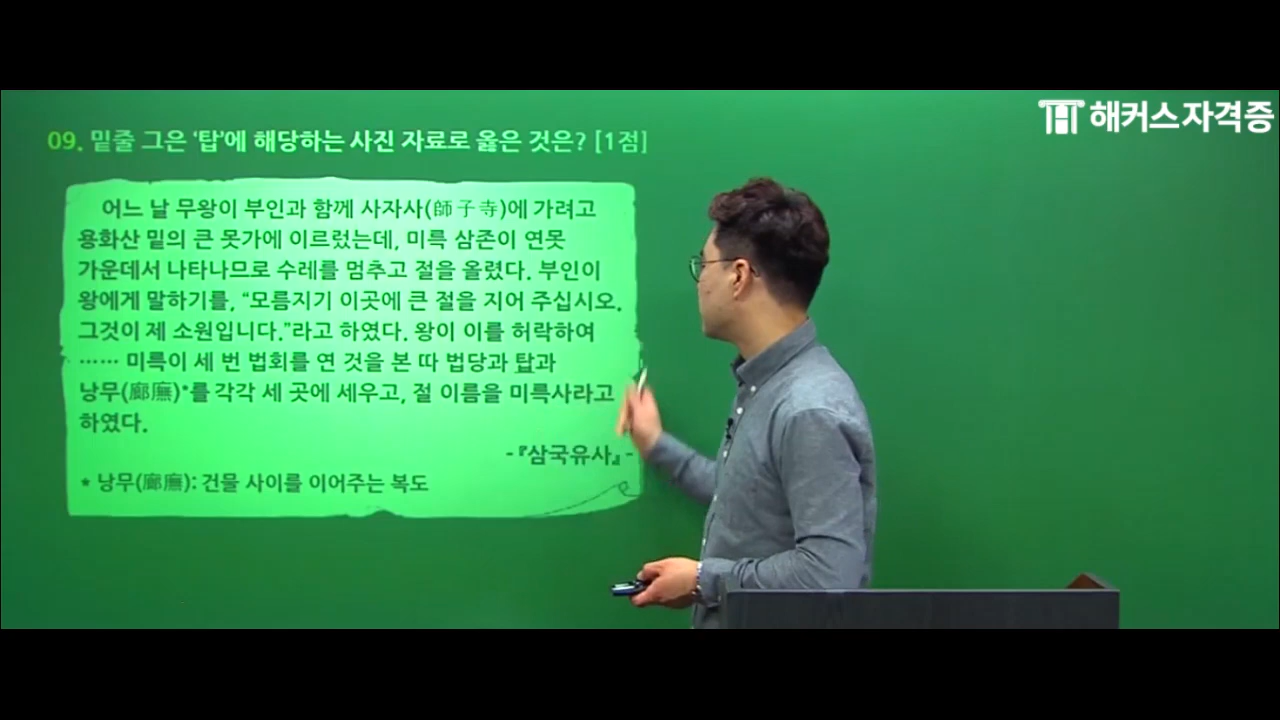 해커스자격증
09. 밑줄 그은 '탑'에 해당하는 사진 자료로 옳은 것은? [1점]
어느 날 무왕이 부인과 함께 사자사(師子寺)에 가려고
용화산 밑의 큰 못가에 이르렀는데, 미륵 삼존이 연못
가운데서 나타나므로 수레를 멈추고 절을 올렸다. 부인이
왕에게 말하기를, "모름지기 이곳에 큰 절을 지어 주십시오.
그것이 제 소원입니다."라고 하였다. 왕이 이를 허락하여
…… 미륵이 세 번 법회를 연 것을 본 따 법당과 탑과
낭무(廊廡)*를 각각 세 곳에 세우고, 절 이름을 미륵사라고
하였다.
-『삼국유사』-
* 낭무(廊廡): 건물 사이를 이어주는 복도